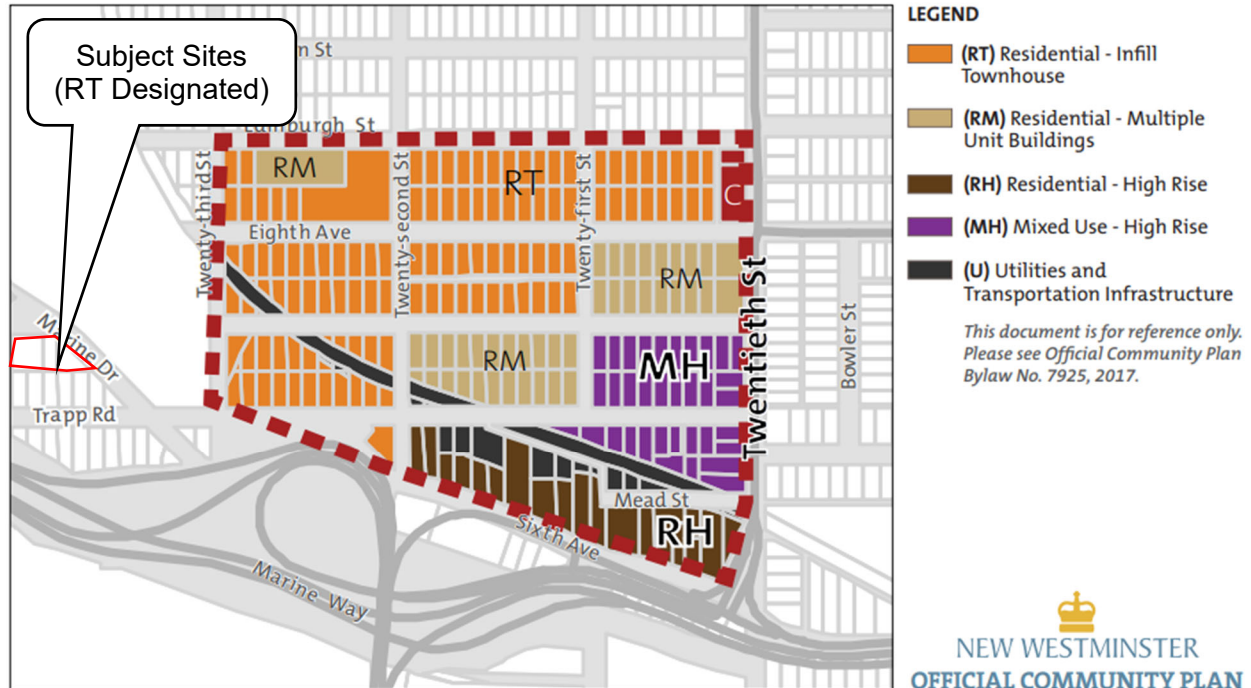 Subject Sites
(RT Designated)
n St
Edinburgh St
Twenty-third St
Twenty-second St
Twenty-first St
Twentieth St
RM
RT
C
Eighth Ave
RM
Marine Dr
RM
MH
Bowler St
Trapp Rd
Mead St
RH
Sixth Ave
Marine Way
LEGEND
(RT) Residential - Infill
Townhouse
(RM) Residential - Multiple
Unit Buildings
(RH) Residential - High Rise
(MH) Mixed Use - High Rise
(U) Utilities and
Transportation Infrastructure
This document is for reference only.
Please see Official Community Plan
Bylaw No. 7925, 2017.
NEW WESTMINSTER
OFFICIAL COMMUNITY PLAN